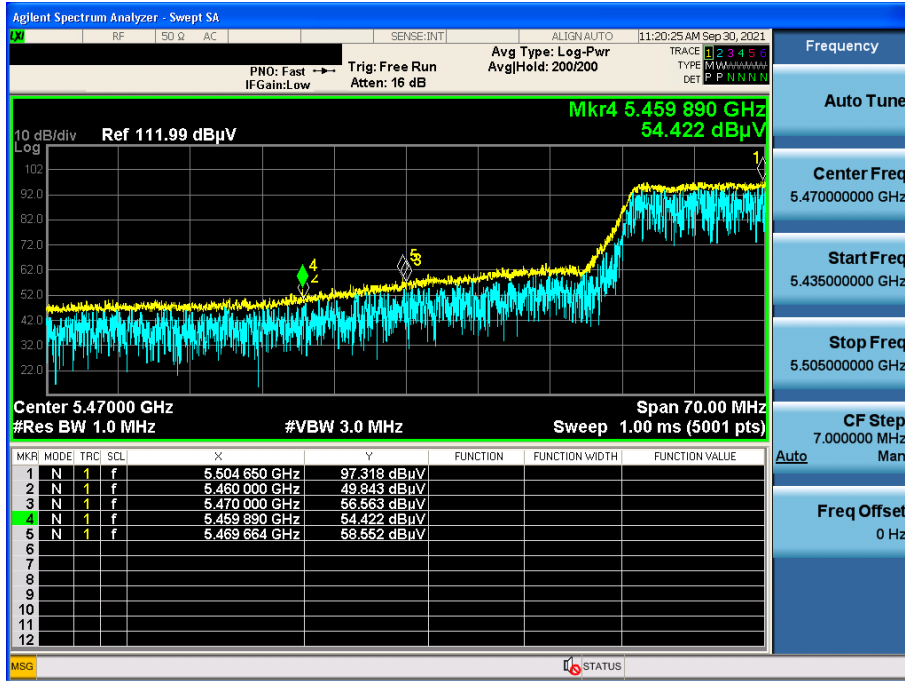 Agilent Spectrum Analyzer - Swept SA
LXI RF 50 Ω AC SENSE:INT ALIGN AUTO 11:20:25 AM Sep 30, 2021
PNO: Fast Trig: Free Run Avg Type: Log-Pwr TRACE 1 2 3 4 5 6
IFGain:Low Atten: 16 dB Avg|Hold: 200/200 TYPE M W W W W W
DET P P N N N N
Mkr4 5.459 890 GHz
54.422 dBµV
10 dB/div Ref 111.99 dBµV
Log
102
92.0
82.0
72.0
62.0
52.0
42.0
32.0
22.0
1
4
2
5
3
Center 5.47000 GHz Span 70.00 MHz
#Res BW 1.0 MHz #VBW 3.0 MHz Sweep 1.00 ms (5001 pts)
MKR MODE TRC SCL X Y FUNCTION FUNCTION WIDTH FUNCTION VALUE
1 N 1 f 5.504 650 GHz 97.318 dBµV
2 N 1 f 5.460 000 GHz 49.843 dBµV
3 N 1 f 5.470 000 GHz 56.563 dBµV
4 N 1 f 5.459 890 GHz 54.422 dBµV
5 N 1 f 5.469 664 GHz 58.552 dBµV
6
7
8
9
10
11
12
MSG STATUS
Frequency
Auto Tune
Center Freq
5.470000000 GHz
Start Freq
5.435000000 GHz
Stop Freq
5.505000000 GHz
CF Step
7.000000 MHz
Auto Man
Freq Offset
0 Hz